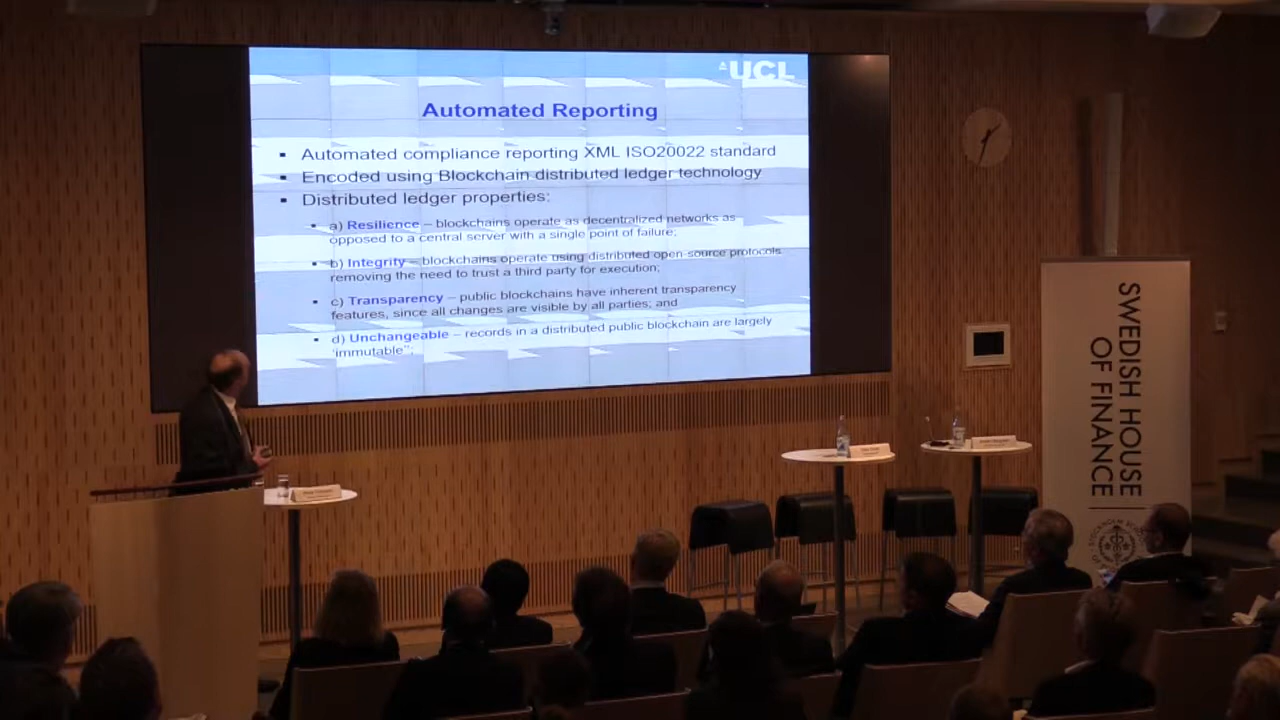 UCL
Automated Reporting
Automated compliance reporting XML ISO20022 standard
Encoded using Blockchain distributed ledger technology
Distributed ledger properties:
a) Resilience – blockchains operate as decentralized networks as
opposed to a central server with a single point of failure;
b) Integrity – blockchains operate using distributed open-source protocols
removing the need to trust a third party for execution;
c) Transparency – public blockchains have inherent transparency
features, since all changes are visible by all parties; and
d) Unchangeable – records in a distributed public blockchain are largely
'immutable";
SWEDISH HOUSE
OF FINANCE